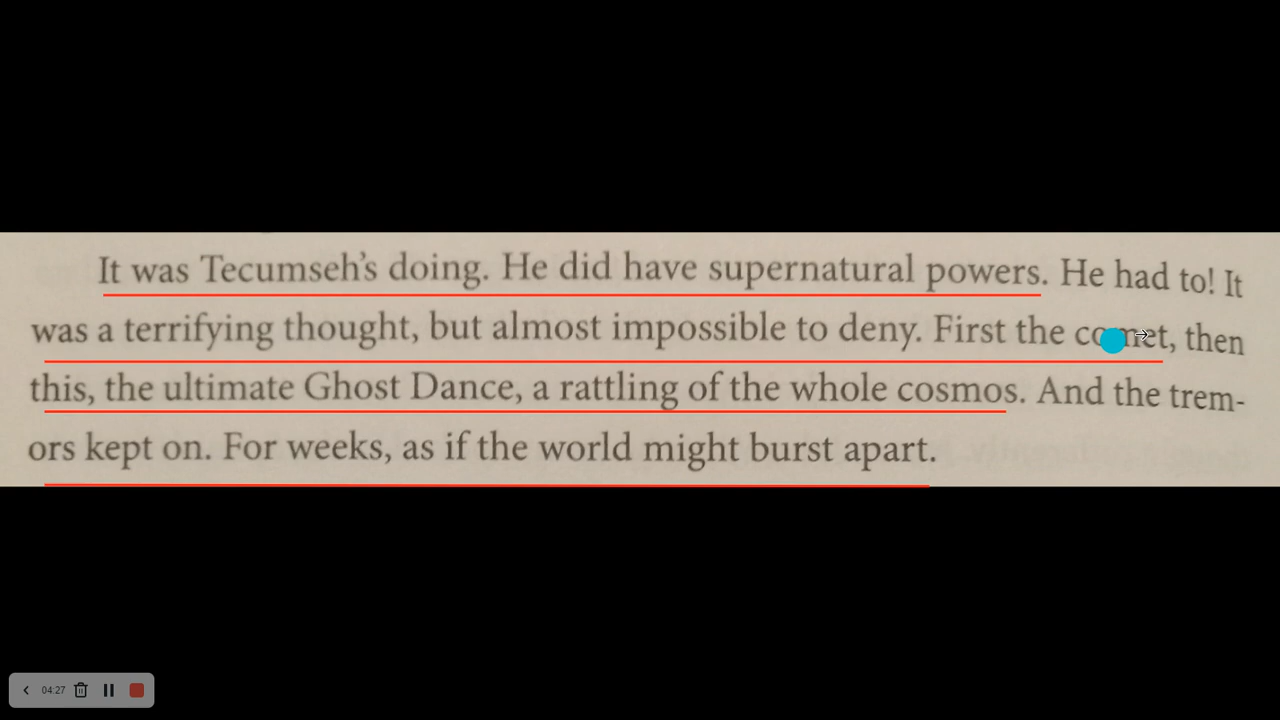 It was Tecumseh's doing. He did have supernatural powers. He had to! It
was a terrifying thought, but almost impossible to deny. First the comet, then
this, the ultimate Ghost Dance, a rattling of the whole cosmos. And the trem-
ors kept on. For weeks, as if the world might burst apart.
04:27